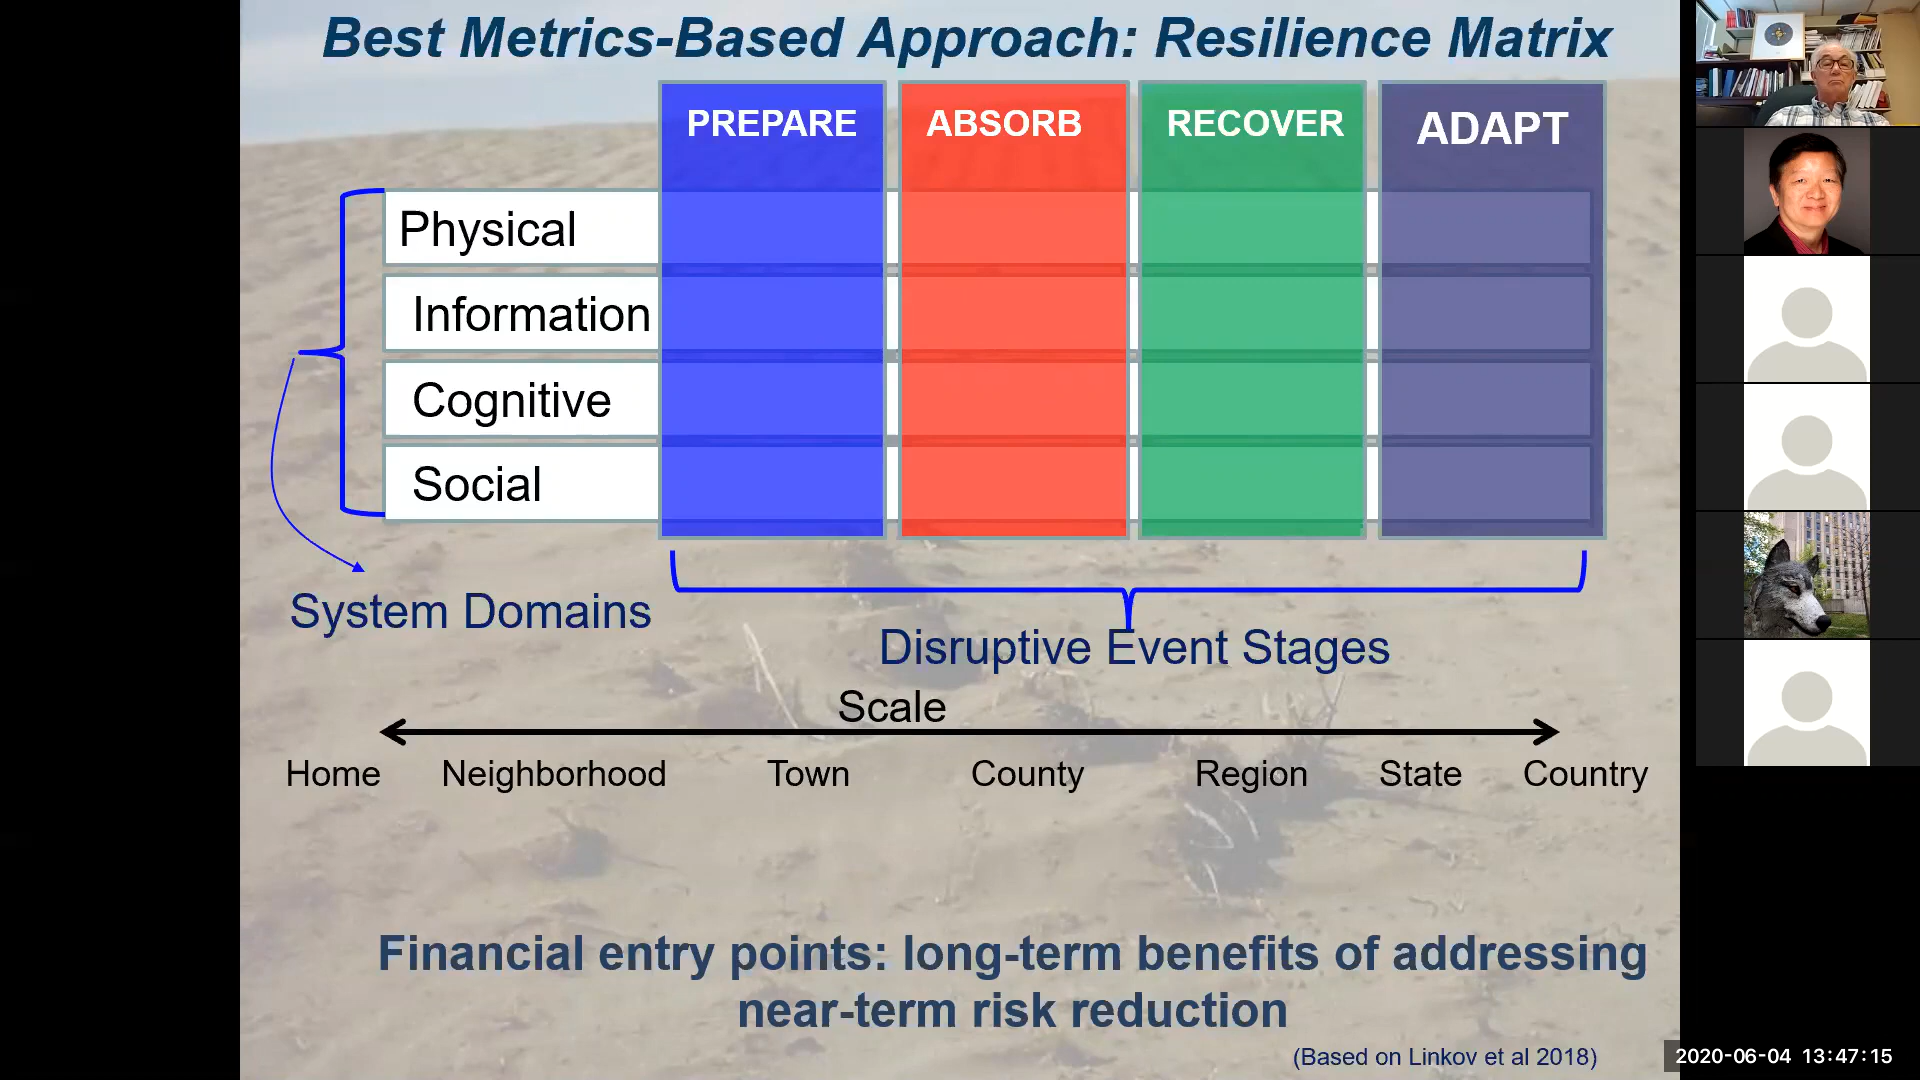 Best Metrics-Based Approach: Resilience Matrix
PREPARE ABSORB RECOVER ADAPT
Physical
Information
Cognitive
Social
System Domains
Disruptive Event Stages
Scale
Home Neighborhood Town County Region State Country
Financial entry points: long-term benefits of addressing
near-term risk reduction
(Based on Linkov et al 2018)
2020-06-04 13:47:15